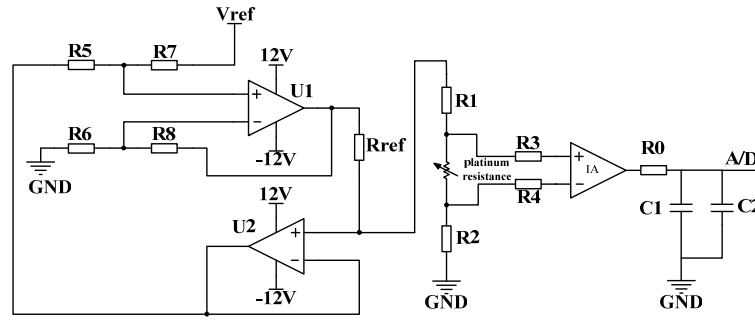 Vref
R5
R7
12V
U1
R6
R8
GND
-12V
Rref
12V
U2
-12V
R1
platinum
resistance
R2
GND
R3
R4
IA
R0
A/D
C1
C2
GND
+
−
+
−
+
−